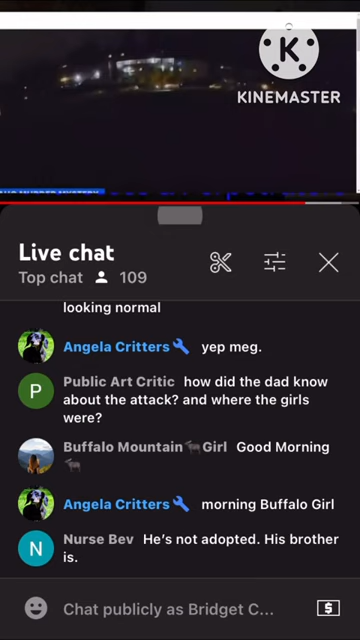 K
KINEMASTER
Live chat
Top chat 109
looking normal
Angela Critters yep meg.
P
Public Art Critic how did the dad know
about the attack? and where the girls
were?
Buffalo Mountain🐐Girl Good Morning
🐐
Angela Critters morning Buffalo Girl
N
Nurse Bev He’s not adopted. His brother
is.
Chat publicly as Bridget C...
$